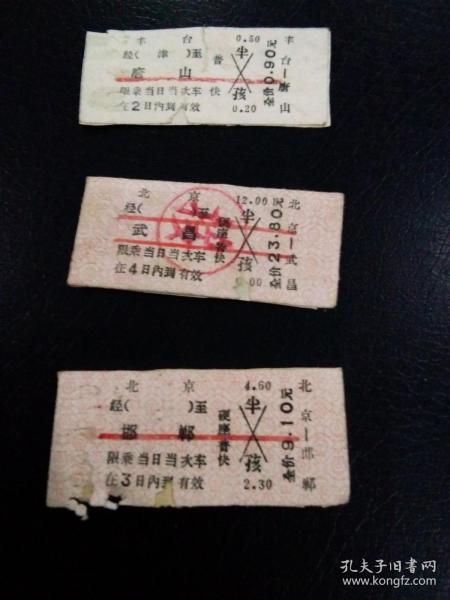 丰 台 0.50
经( 津 )至 普 半
唐 山
限乘当日当次车 快 孩
在2日内到有效 0.20
全价0.90元
丰台—唐山
北 京 12.00
经( )至 硬座普快 半
武 昌
限乘当日当次车 孩
在4日内到有效
全价23.80元
北京—武昌
北 京 4.60
经( )至 硬座普快 半
邯 郸
限乘当日当次车 孩
在3日内到有效 2.30
全价9.10元
北京—邯郸
孔夫子旧书网
www.kongfz.com